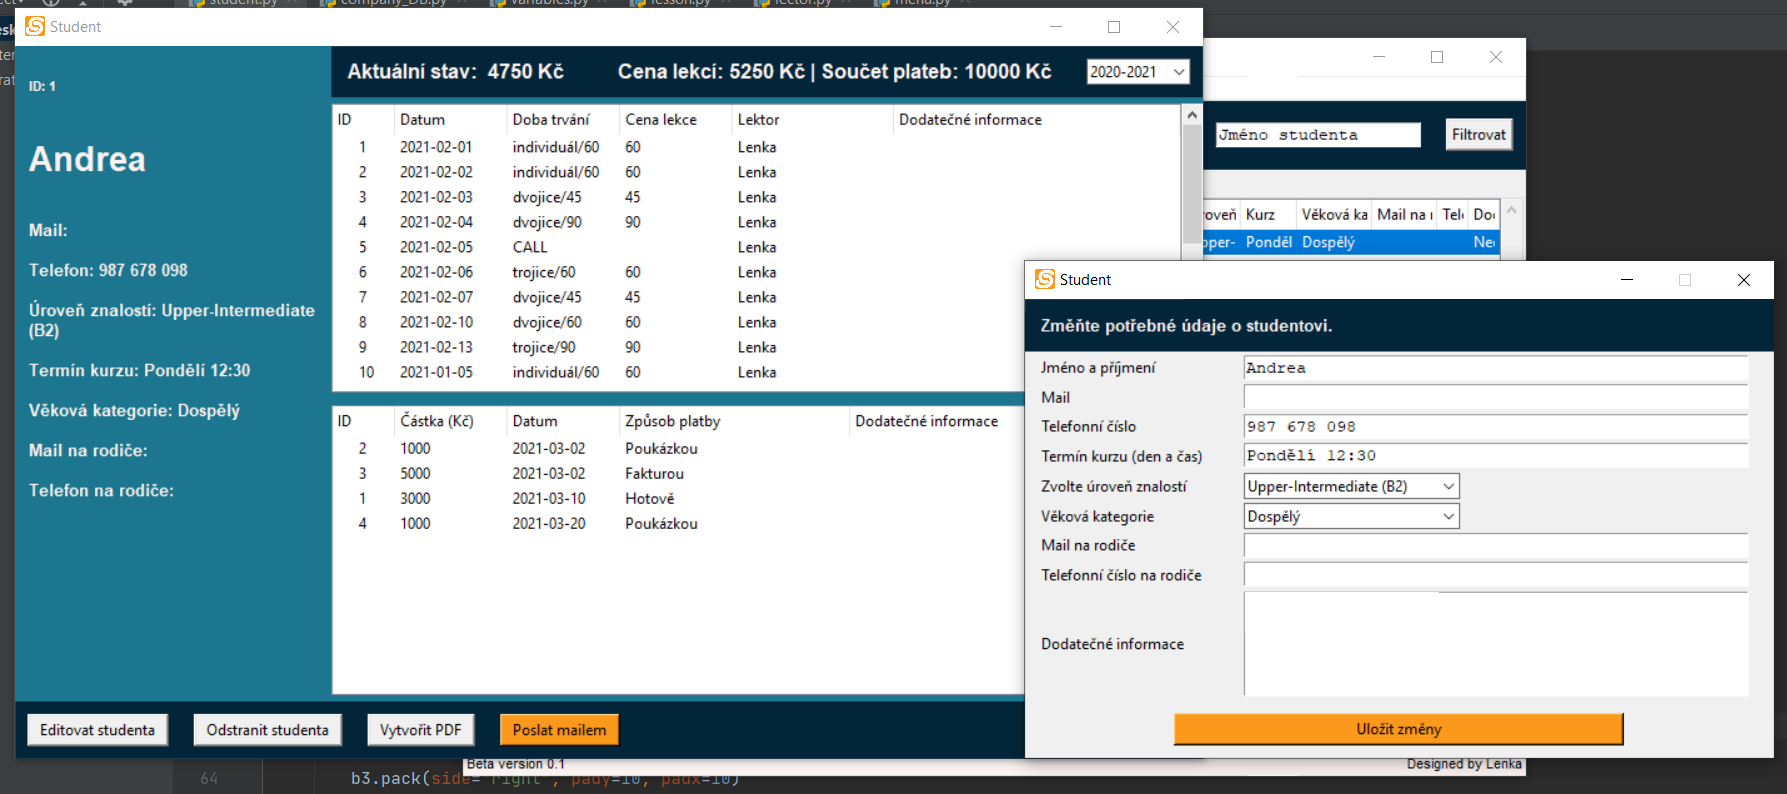 student.py company_DB.py variables.py lesson.py lector.py menu.py
Student
ID: 1
Andrea
Mail:
Telefon: 987 678 098
Úroveň znalostí: Upper-Intermediate
(B2)
Termín kurzu: Pondělí 12:30
Věková kategorie: Dospělý
Mail na rodiče:
Telefon na rodiče:
Aktuální stav: 4750 Kč Cena lekcí: 5250 Kč | Součet plateb: 10000 Kč 2020-2021
ID Datum Doba trvání Cena lekce Lektor Dodatečné informace
1 2021-02-01 individuál/60 60 Lenka
2 2021-02-02 individuál/60 60 Lenka
3 2021-02-03 dvojice/45 45 Lenka
4 2021-02-04 dvojice/90 90 Lenka
5 2021-02-05 CALL Lenka
6 2021-02-06 trojice/60 60 Lenka
7 2021-02-07 dvojice/45 45 Lenka
8 2021-02-10 dvojice/60 60 Lenka
9 2021-02-13 trojice/90 90 Lenka
10 2021-01-05 individuál/60 60 Lenka
ID Částka (Kč) Datum Způsob platby Dodatečné informace
2 1000 2021-03-02 Poukázkou
3 5000 2021-03-02 Fakturou
1 3000 2021-03-10 Hotově
4 1000 2021-03-20 Poukázkou
Editovat studenta Odstranit studenta Vytvořit PDF Poslat mailem
Jméno studenta Filtrovat
roveň Kurz Věková ka Mail na Tele Do
per- Ponděl Dospělý Ne
Student
Změňte potřebné údaje o studentovi.
Jméno a příjmení Andrea
Mail
Telefonní číslo 987 678 098
Termín kurzu (den a čas) Pondělí 12:30
Zvolte úroveň znalostí Upper-Intermediate (B2)
Věková kategorie Dospělý
Mail na rodiče
Telefonní číslo na rodiče
Dodatečné informace
Uložit změny
Beta version 0.1 Designed by Lenka
64 b3.pack(side="right", pady=10, padx=10)